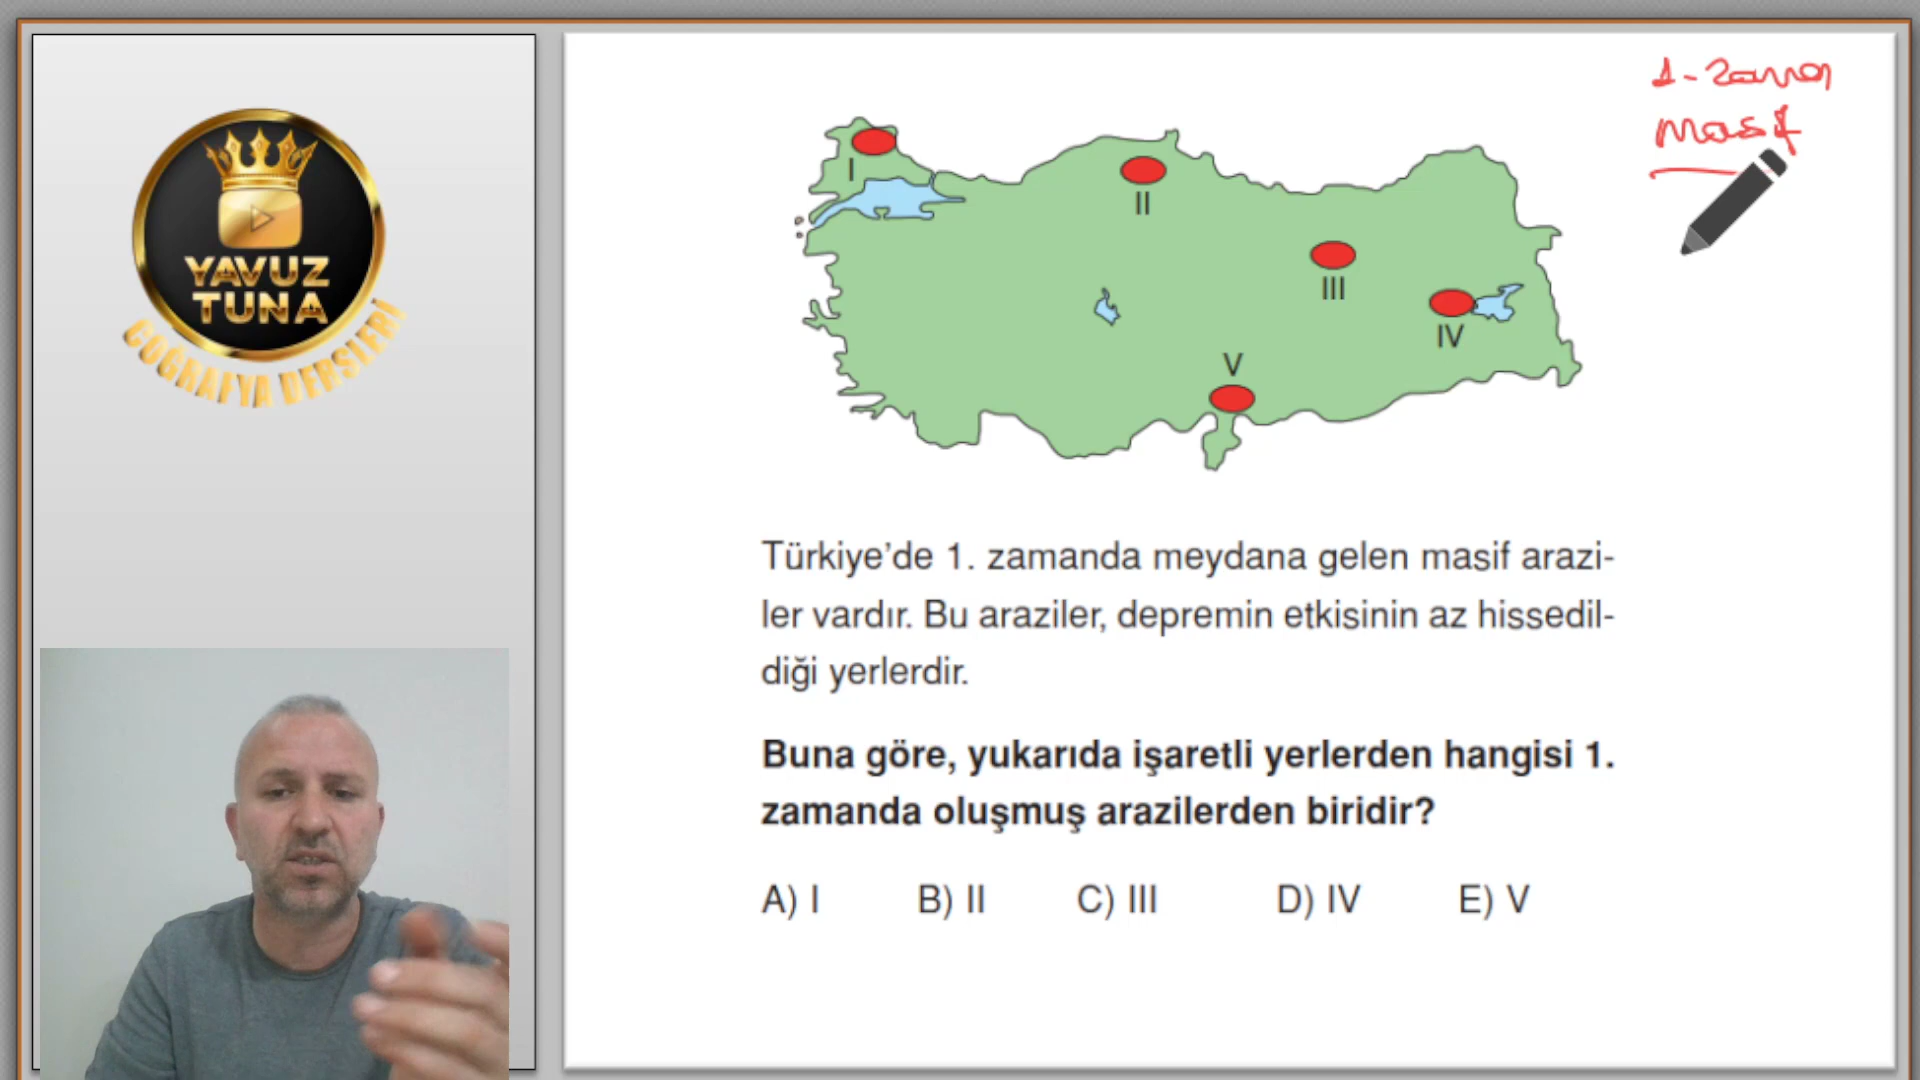 YAVUZ
TUNA
COĞRAFYA DERSLERİ
1-Zaman
masif
I
II
III
IV
V
Türkiye’de 1. zamanda meydana gelen masif arazi-
ler vardır. Bu araziler, depremin etkisinin az hissedil-
diği yerlerdir.
Buna göre, yukarıda işaretli yerlerden hangisi 1.
zamanda oluşmuş arazilerden biridir?
A) I B) II C) III D) IV E) V